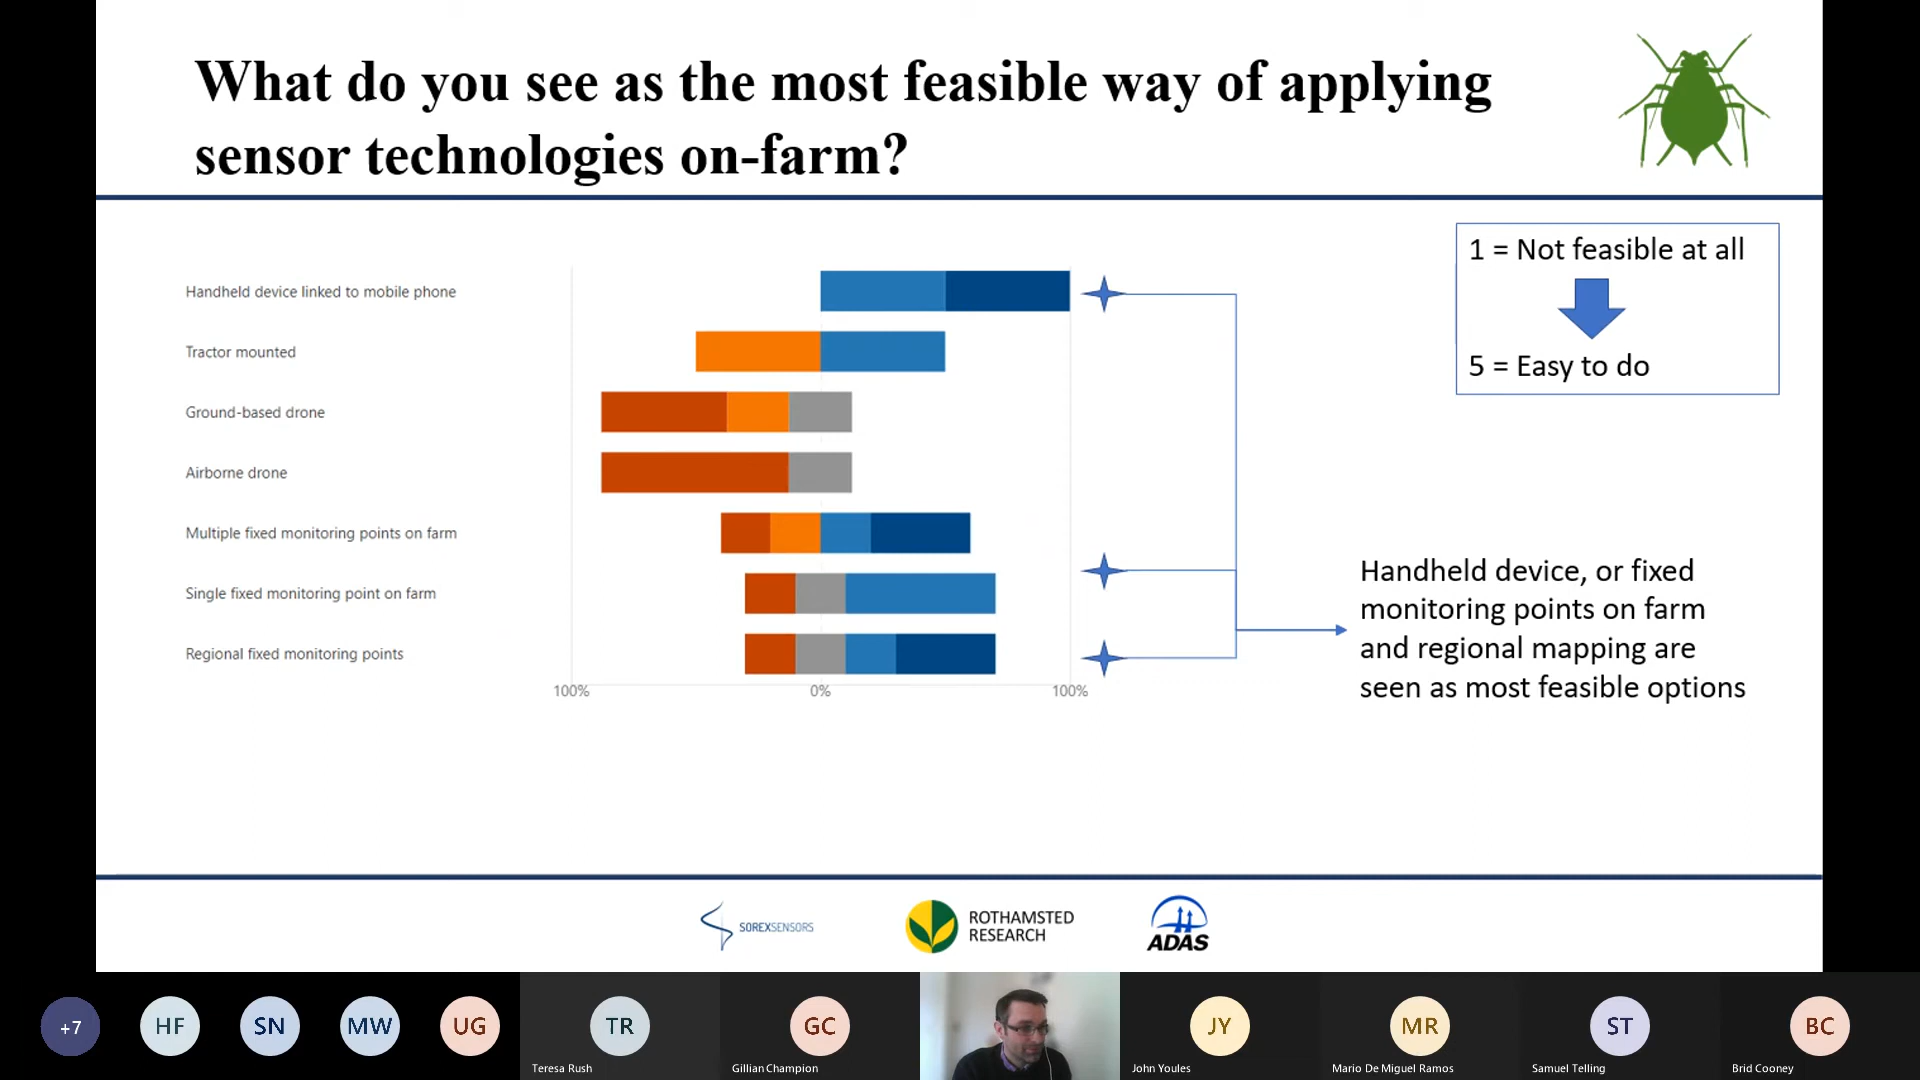 What do you see as the most feasible way of applying
sensor technologies on-farm?
1 = Not feasible at all
5 = Easy to do
Handheld device linked to mobile phone
Tractor mounted
Ground-based drone
Airborne drone
Multiple fixed monitoring points on farm
Single fixed monitoring point on farm
Regional fixed monitoring points
100%
0%
100%
Handheld device, or fixed
monitoring points on farm
and regional mapping are
seen as most feasible options
SOREXSENSORS
ROTHAMSTED
RESEARCH
ADAS
+7
HF
SN
MW
UG
TR
Teresa Rush
GC
Gillian Champion
JY
John Youles
MR
Mario De Miguel Ramos
ST
Samuel Telling
BC
Brid Cooney